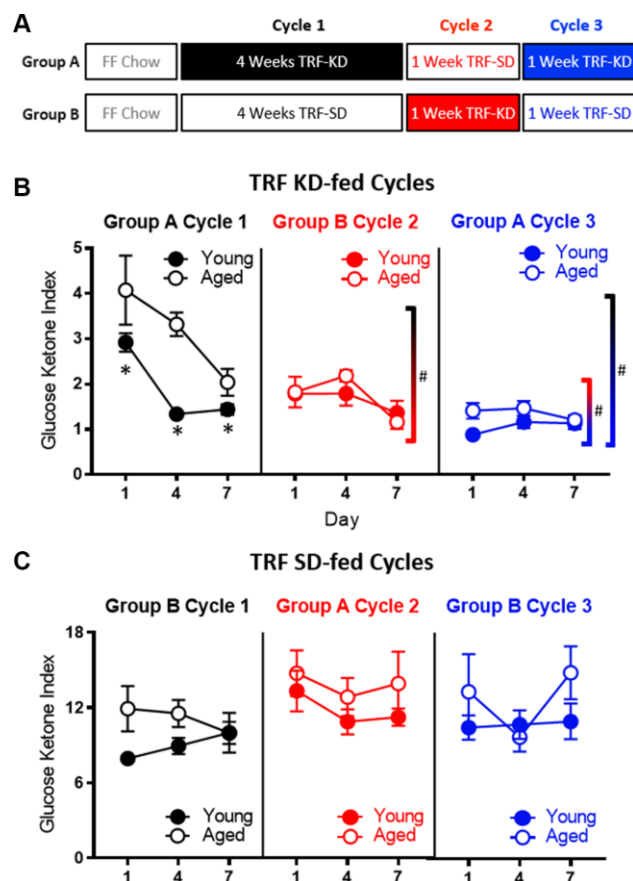 A
Cycle 1 Cycle 2 Cycle 3
Group A FF Chow 4 Weeks TRF-KD 1 Week TRF-SD 1 Week TRF-KD
Group B FF Chow 4 Weeks TRF-SD 1 Week TRF-KD 1 Week TRF-SD
B
TRF KD-fed Cycles
Group A Cycle 1 Group B Cycle 2 Group A Cycle 3
Young
Aged
Young
Aged
Young
Aged
Glucose Ketone Index
5
4
3
2
1
0
*
*
*
#
#
#
1 4 7 1 4 7 1 4 7
Day
C
TRF SD-fed Cycles
Group B Cycle 1 Group A Cycle 2 Group B Cycle 3
Glucose Ketone Index
18
12
6
0
Young
Aged
Young
Aged
Young
Aged
1 4 7 1 4 7 1 4 7